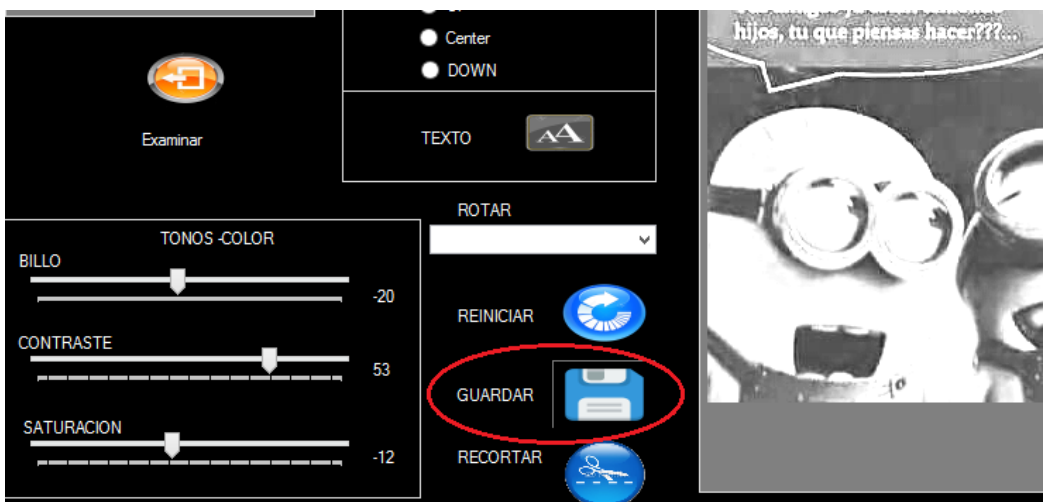 Center
DOWN
Examinar
TEXTO
AA
ROTAR
TONOS -COLOR
BILLO
-20
CONTRASTE
53
SATURACION
-12
REINICIAR
GUARDAR
RECORTAR
hijos, tu que piensas hacer???...